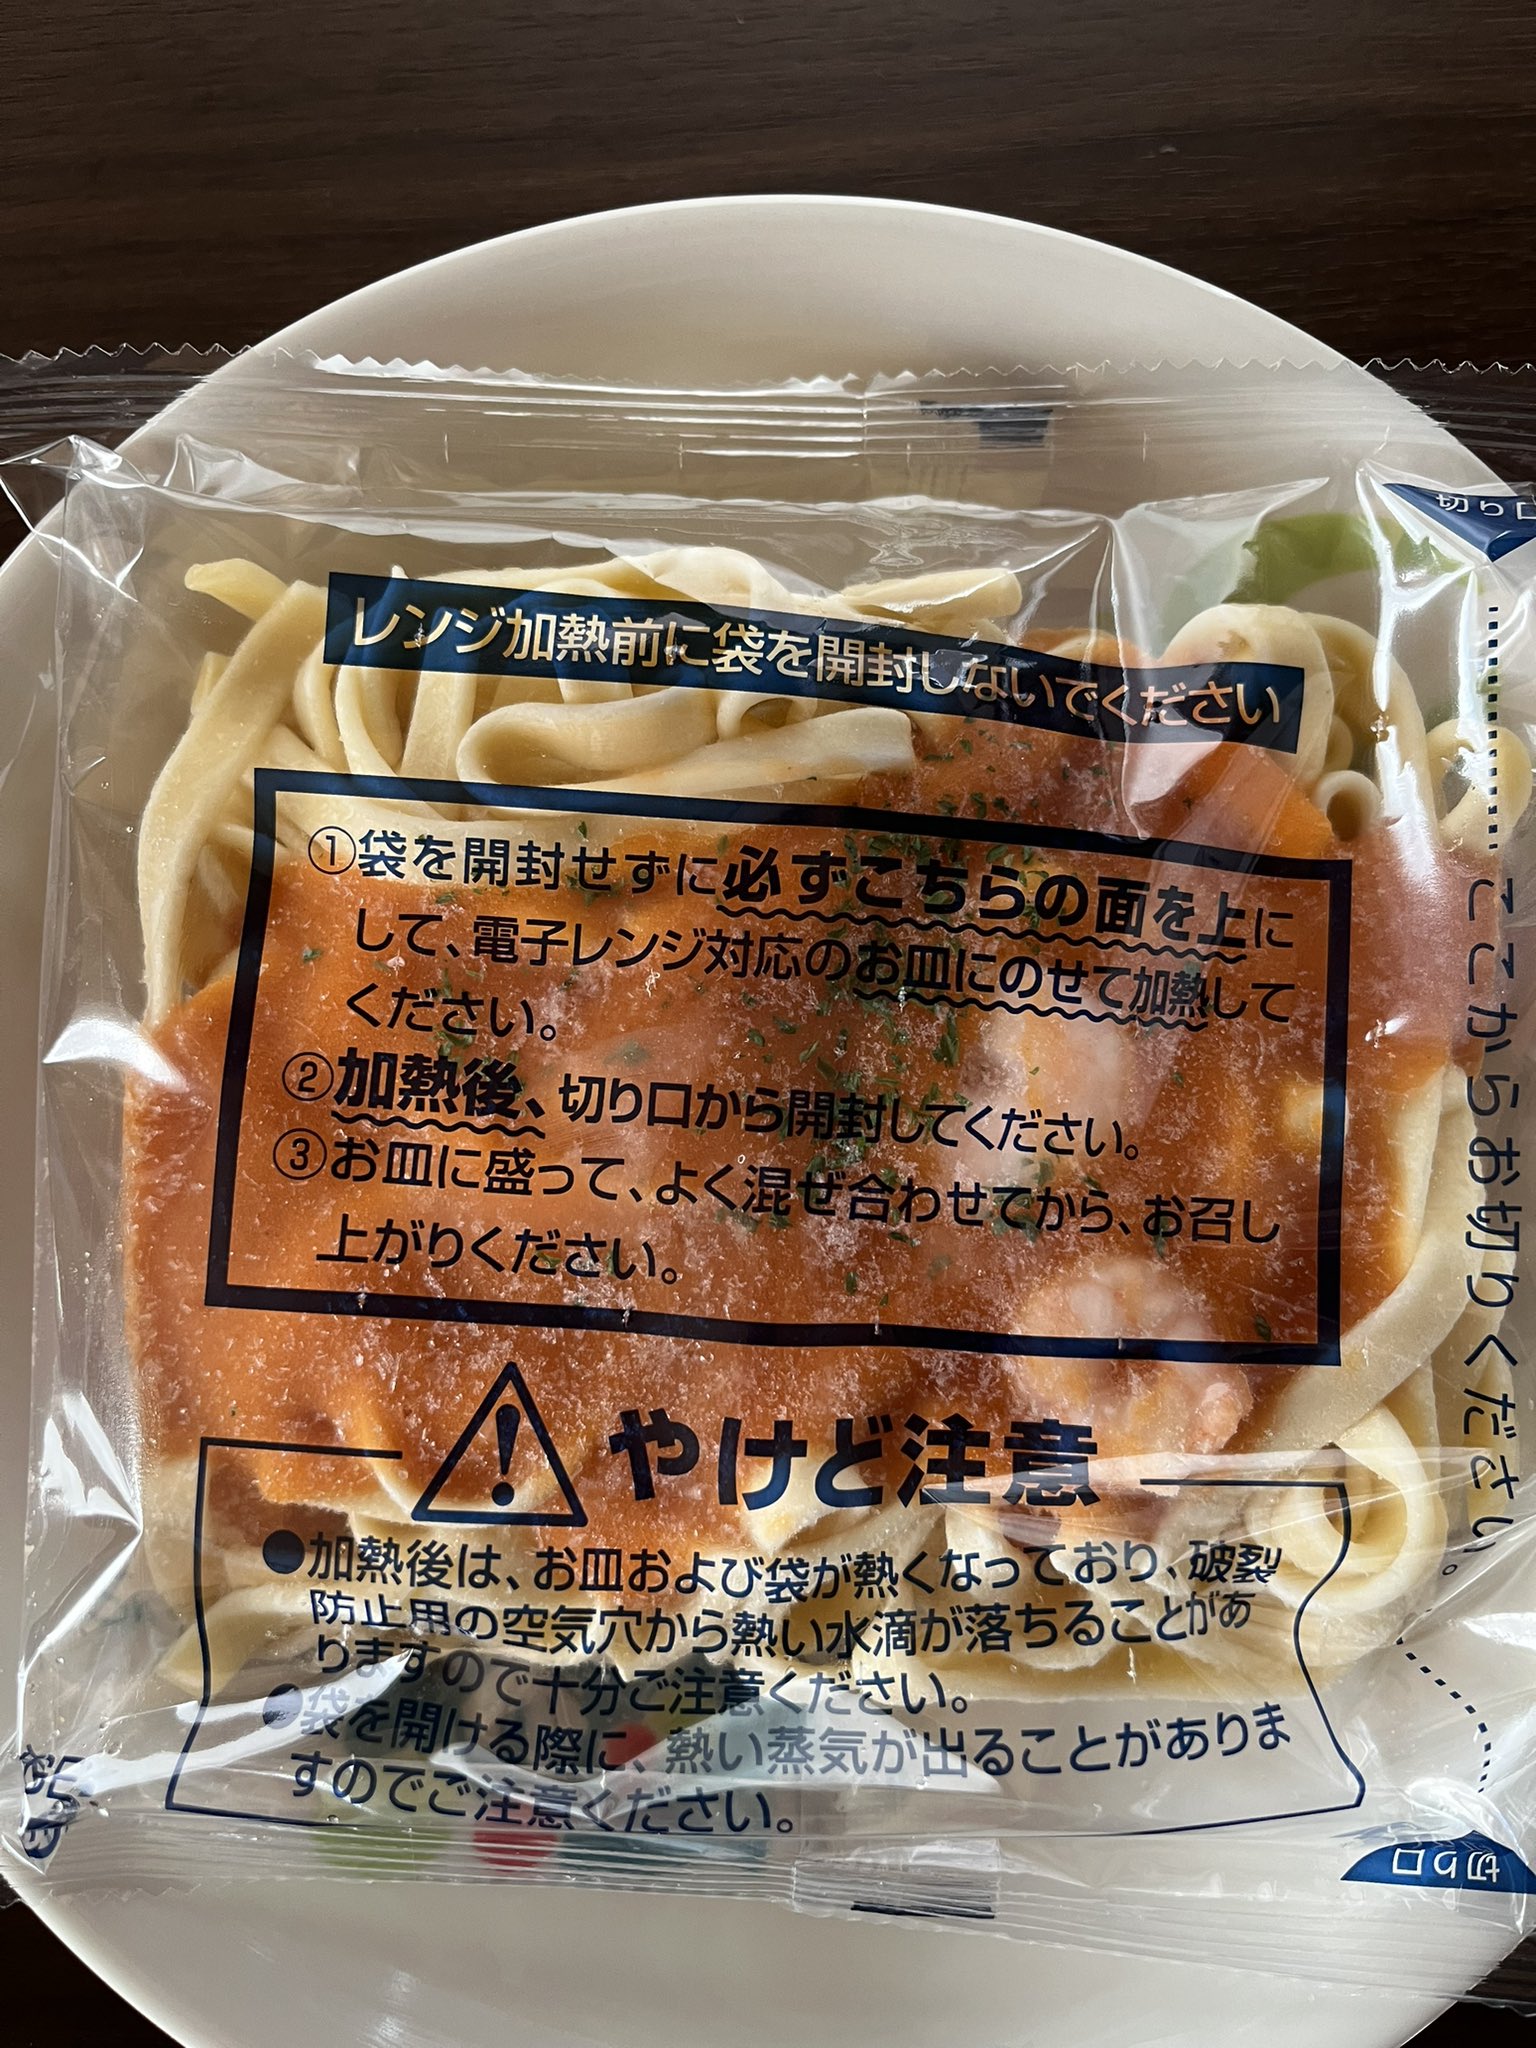 切り口
レンジ加熱前に袋を開封しないでください
①袋を開封せずに必ずこちらの面を上に
して、電子レンジ対応のお皿にのせて加熱して
ください。
②加熱後、切り口から開封してください。
③お皿に盛って、よく混ぜ合わせてから、お召し
上がりください。
ここからお切りください。
やけど注意
●加熱後は、お皿および袋が熱くなっており、破裂
防止用の空気穴から熱い水滴が落ちることがあ
りますので十分ご注意ください。
●袋を開ける際に、熱い蒸気が出ることがありま
すのでご注意ください。
切り口